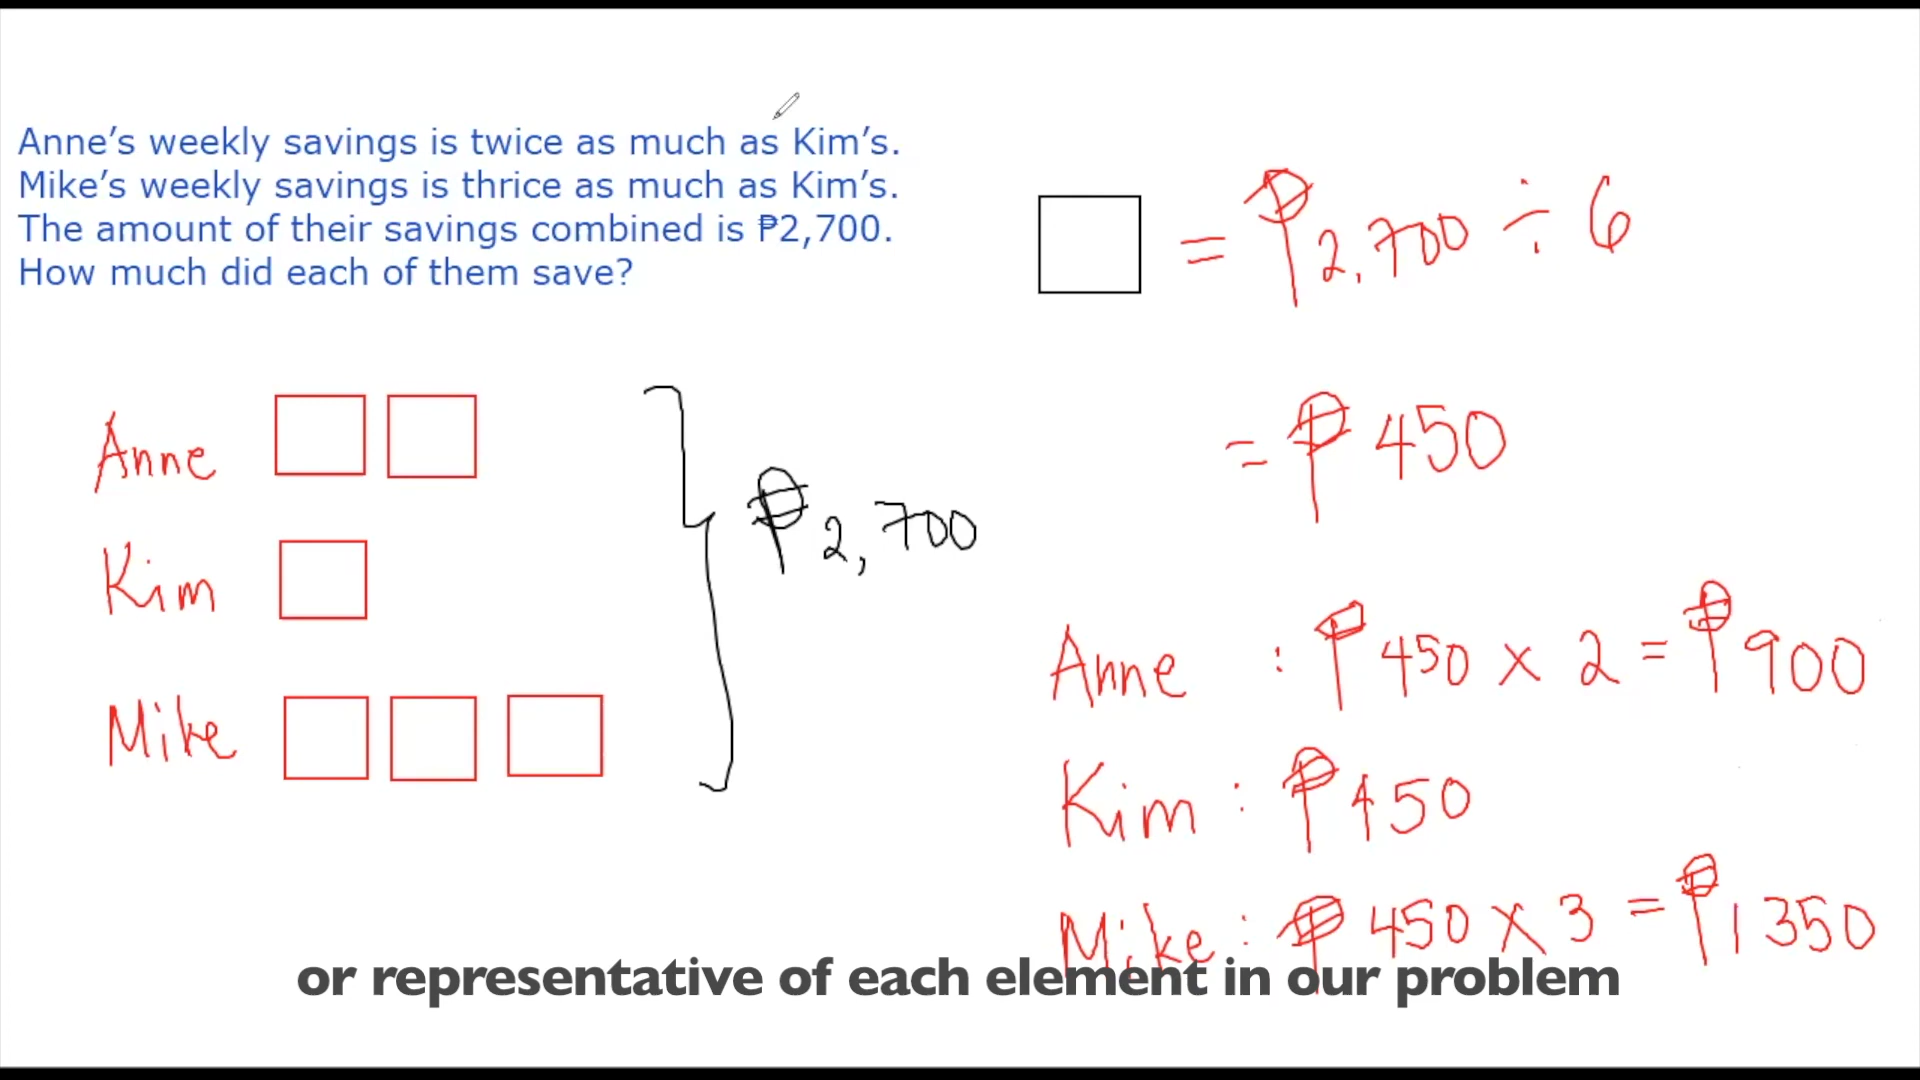 Anne’s weekly savings is twice as much as Kim’s.
Mike’s weekly savings is thrice as much as Kim’s.
The amount of their savings combined is ₱2,700.
How much did each of them save?
= ₱2,700 ÷ 6
= ₱450
Anne
Kim
Mike
₱2,700
Anne : ₱450 x 2 = ₱900
Kim : ₱450
Mike : ₱450 x 3 = ₱1350
or representative of each element in our problem